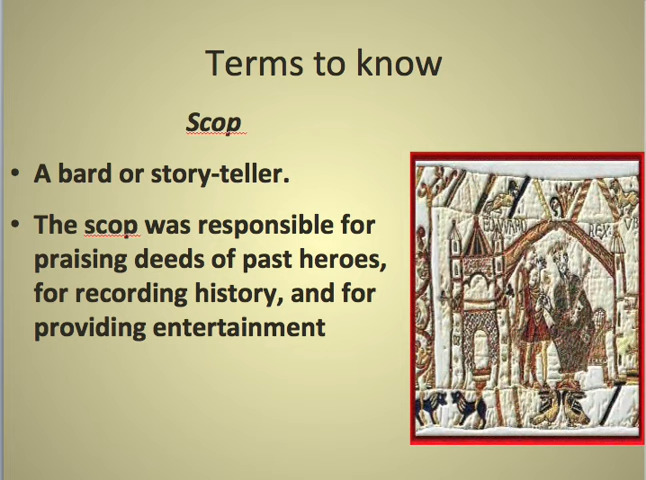 Terms to know
Scop
• A bard or story-teller.
• The scop was responsible for
praising deeds of past heroes,
for recording history, and for
providing entertainment
REX: